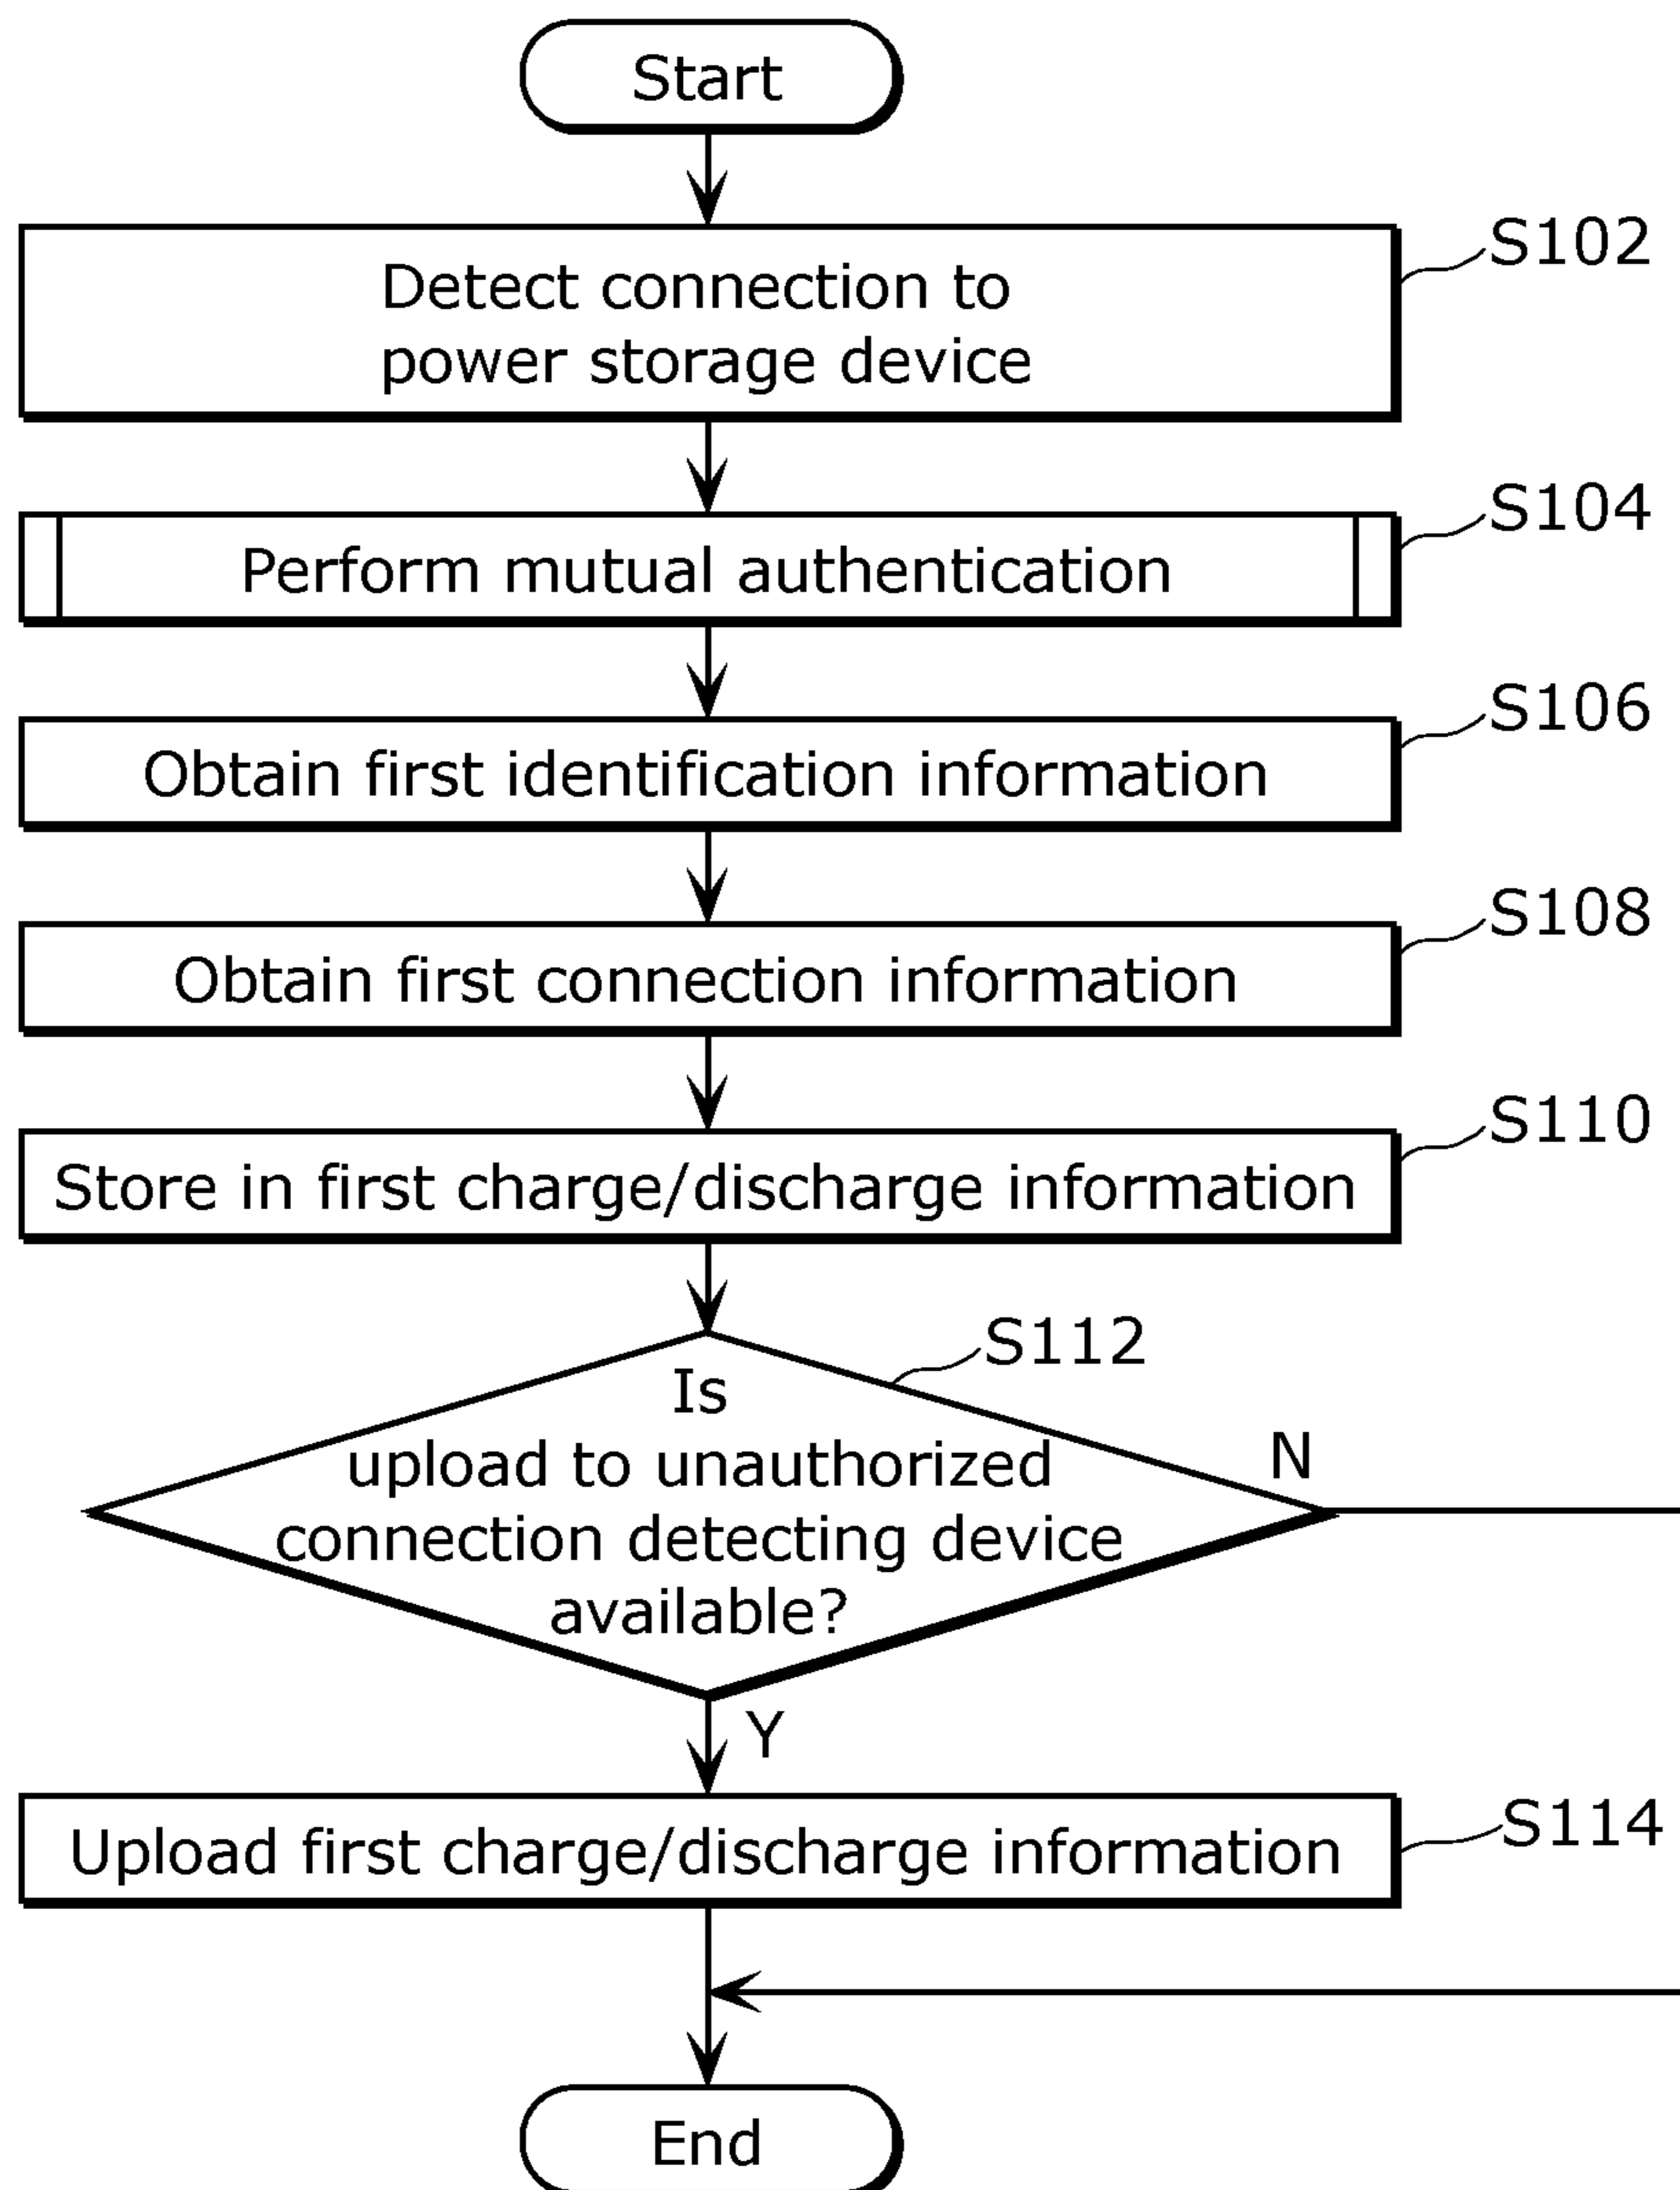 Start
Detect connection to
power storage device
S102
Perform mutual authentication
S104
Obtain first identification information
S106
Obtain first connection information
S108
Store in first charge/discharge information
S110
Is
upload to unauthorized
connection detecting device
available?
S112
N
Y
Upload first charge/discharge information
S114
End